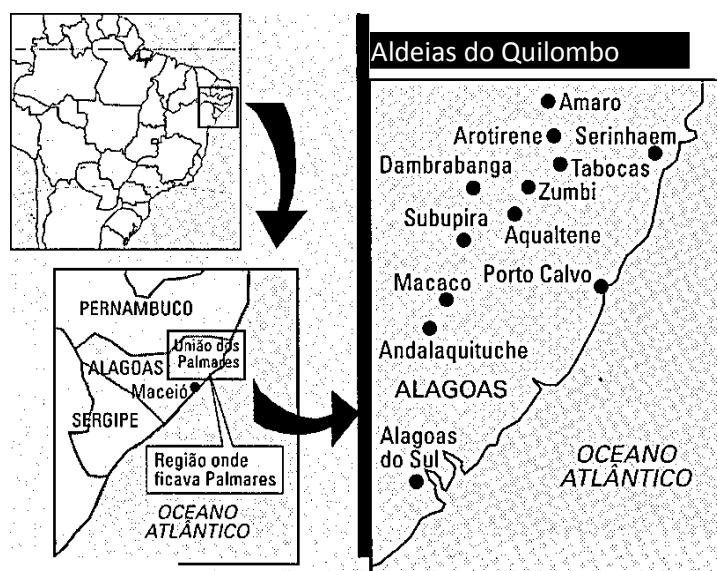 Aldeias do Quilombo
Amaro
Arotirene
Serinhaem
Dambrabanga
Tabocas
Zumbi
Subupira
Aqualtene
Macaco
Porto Calvo
Andalaquituche
ALAGOAS
Alagoas
do Sul
OCEANO
ATLÂNTICO
PERNAMBUCO
União dos
Palmares
ALAGOAS
Maceió
SERGIPE
Região onde
ficava Palmares
OCEANO
ATLÂNTICO